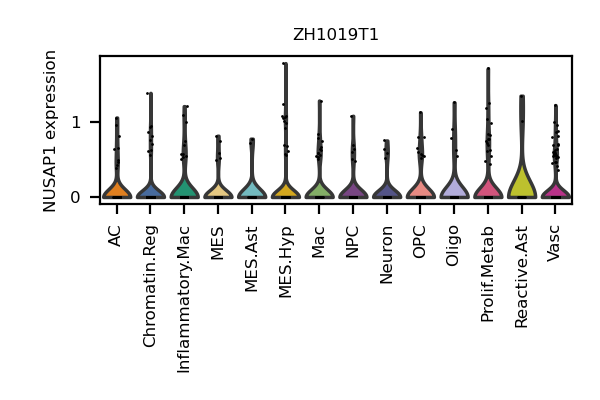 ZH1019T1
NUSAP1 expression
1
0
AC
Chromatin.Reg
Inflammatory.Mac
MES
MES.Ast
MES.Hyp
Mac
NPC
Neuron
OPC
Oligo
Prolif.Metab
Reactive.Ast
Vasc